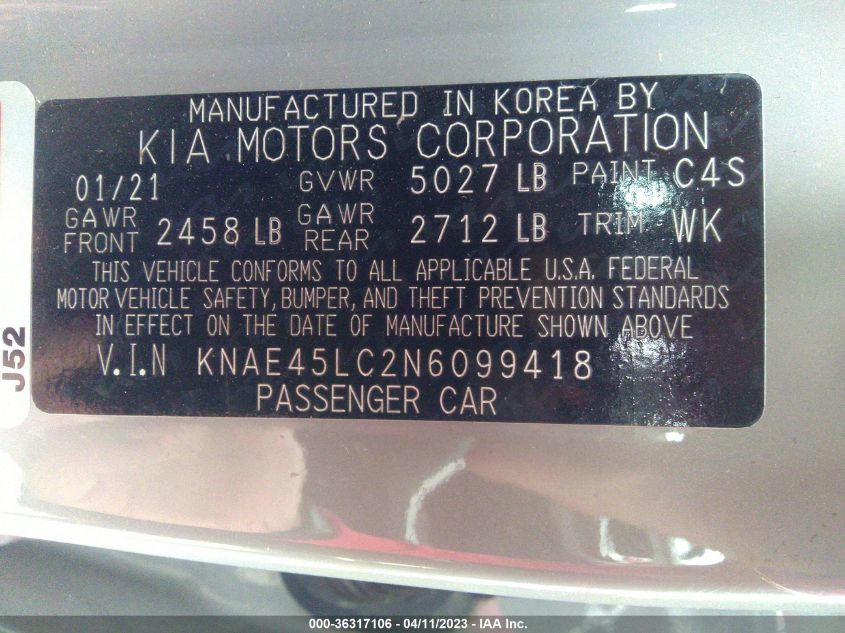 MANUFACTURED IN KOREA BY
KIA MOTORS CORPORATION
01/21 GVWR 5027 LB PAINT C4S
GAWR FRONT 2458 LB GAWR REAR 2712 LB TRIM WK
THIS VEHICLE CONFORMS TO ALL APPLICABLE U.S.A. FEDERAL
MOTOR VEHICLE SAFETY, BUMPER, AND THEFT PREVENTION STANDARDS
IN EFFECT ON THE DATE OF MANUFACTURE SHOWN ABOVE
V.I.N KNAE45LC2N6099418
PASSENGER CAR
J52
000-36317106 - 04/11/2023 - IAA Inc.